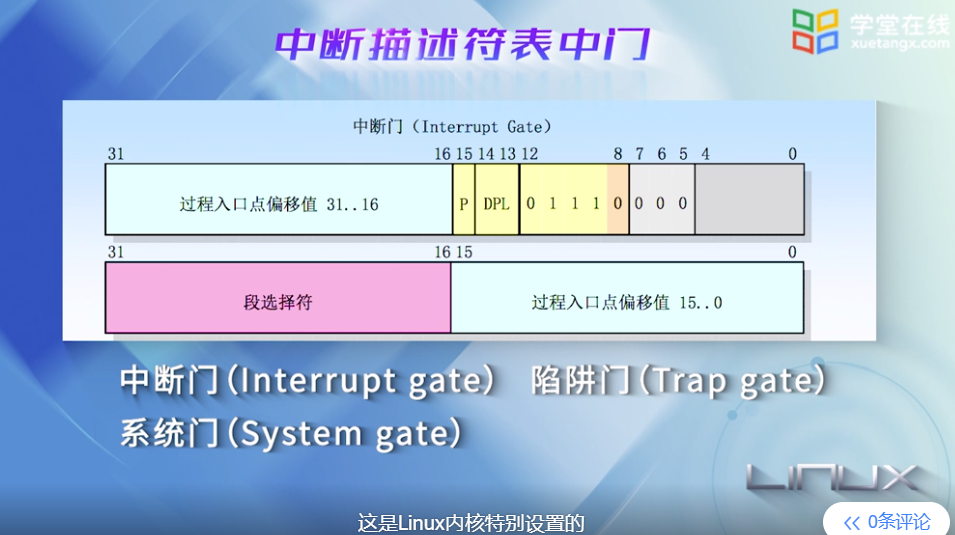 中断描述符表中门
学堂在线
xuetangx.com
中断门（Interrupt Gate）
31 16 15 14 13 12 8 7 6 5 4 0
过程入口点偏移值 31..16 P DPL 0 1 1 1 0 0 0 0
31 16 15 0
段选择符 过程入口点偏移值 15..0
中断门（Interrupt gate） 陷阱门（Trap gate）
系统门（System gate）
LINUX
这是Linux内核特别设置的
0条评论